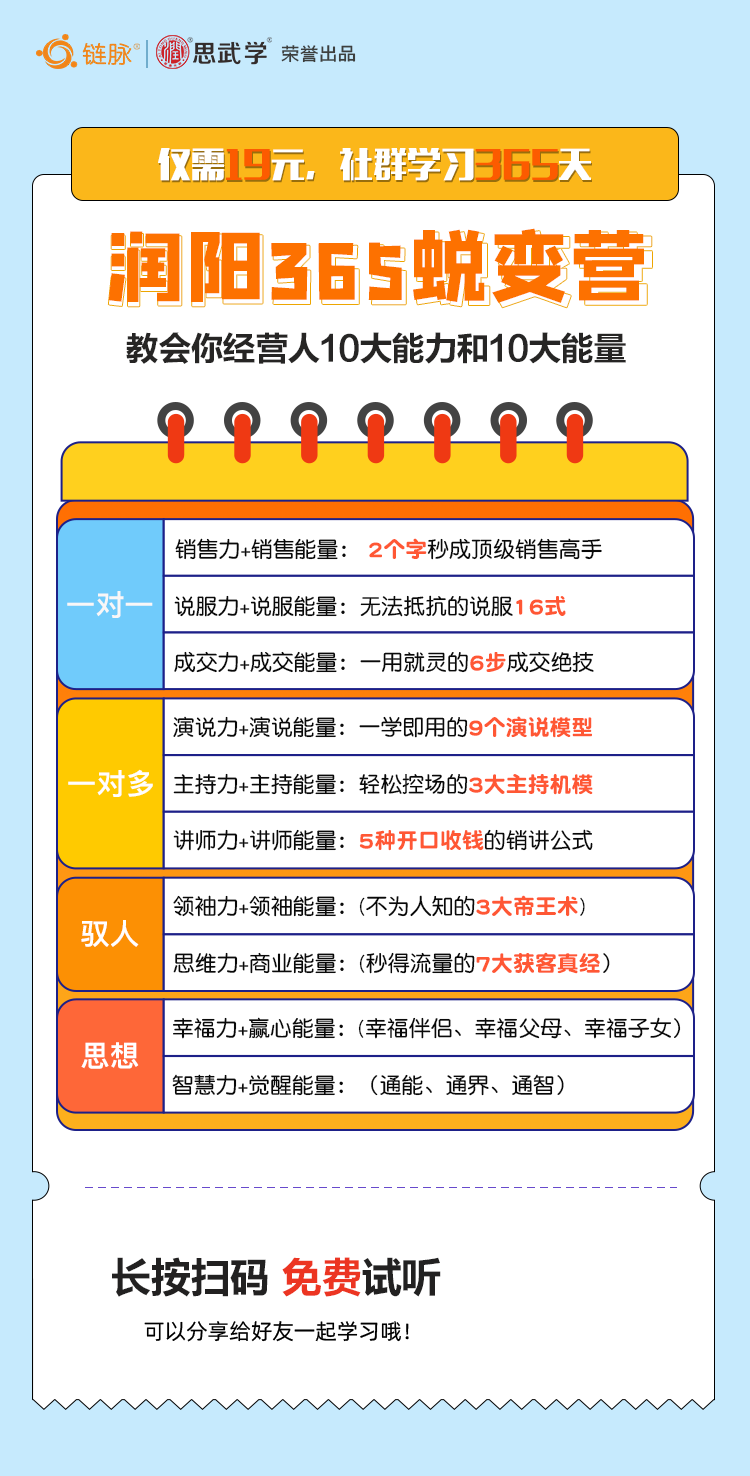 链脉® 润® 思武学® 荣誉出品
仅需19元，社群学习365天
润阳365蜕变营
教会你经营人10大能力和10大能量
一对一
销售力+销售能量： 2个字秒成顶级销售高手
说服力+说服能量：无法抵抗的说服16式
成交力+成交能量：一用就灵的6步成交绝技
一对多
演说力+演说能量：一学即用的9个演说模型
主持力+主持能量：轻松控场的3大主持机模
讲师力+讲师能量：5种开口收钱的销讲公式
驭人
领袖力+领袖能量：(不为人知的3大帝王术)
思维力+商业能量：(秒得流量的7大获客真经）
思想
幸福力+赢心能量：(幸福伴侣、幸福父母、幸福子女）
智慧力+觉醒能量：（通能、通界、通智）
长按扫码 免费试听
可以分享给好友一起学习哦！